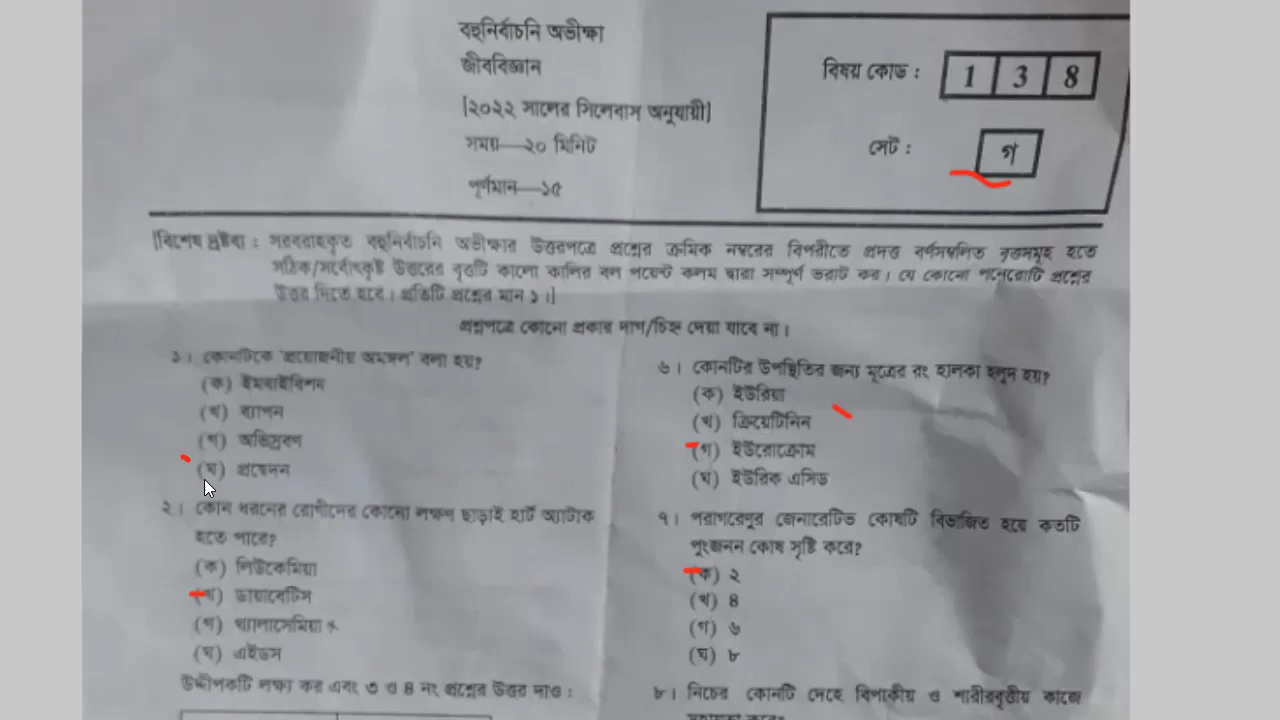 বহুনির্বাচনি অভীক্ষা
জীববিজ্ঞান
[২০২২ সালের সিলেবাস অনুযায়ী]
সময়—২০ মিনিট
পূর্ণমান—১৫
বিষয় কোড : 1 3 8
সেট : গ
[বিশেষ দ্রষ্টব্য : সরবরাহকৃত বহুনির্বাচনি অভীক্ষার উত্তরপত্রে প্রশ্নের ক্রমিক নম্বরের বিপরীতে প্রদত্ত বর্ণসম্বলিত বৃত্তসমূহ হতে
সঠিক/সর্বোৎকৃষ্ট উত্তরের বৃত্তটি কালো কালির বল পয়েন্ট কলম দ্বারা সম্পূর্ণ ভরাট কর। যে কোনো পনেরোটি প্রশ্নের
উত্তর দিতে হবে। প্রতিটি প্রশ্নের মান ১।]
প্রশ্নপত্রে কোনো প্রকার দাগ/চিহ্ন দেয়া যাবে না।
১। কোনটিকে 'প্রয়োজনীয় অমঙ্গল' বলা হয়?
(ক) ইমবাইবিশন
(খ) ব্যাপন
(গ) অভিস্রবণ
(ঘ) প্রস্বেদন
২। কোন ধরনের রোগীদের কোনো লক্ষণ ছাড়াই হার্ট অ্যাটাক
হতে পারে?
(ক) লিউকেমিয়া
(খ) ডায়াবেটিস
(গ) থ্যালাসেমিয়া
(ঘ) এইডস
উদ্দীপকটি লক্ষ্য কর এবং ৩ ও ৪ নং প্রশ্নের উত্তর দাও :
৬। কোনটির উপস্থিতির জন্য মূত্রের রং হালকা হলুদ হয়?
(ক) ইউরিয়া
(খ) ক্রিয়েটিনিন
(গ) ইউরোক্রোম
(ঘ) ইউরিক এসিড
৭। পরাগরেণুর জেনারেটিভ কোষটি বিভাজিত হয়ে কতটি
পুংজনন কোষ সৃষ্টি করে?
(ক) ২
(খ) ৪
(গ) ৬
(ঘ) ৮
৮। নিচের কোনটি দেহে বিপাকীয় ও শারীরবৃত্তীয় কাজে